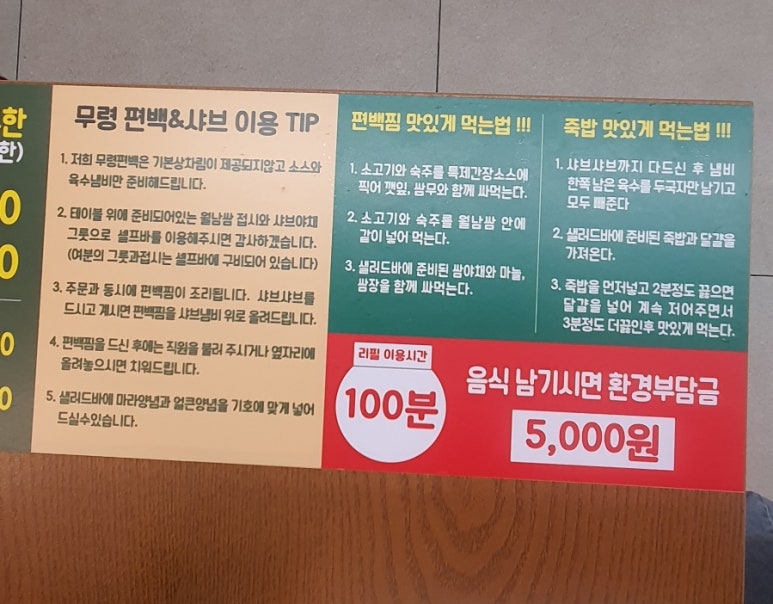 한
한)
0
0
0
0
무령 편백&샤브 이용 TIP
1. 저희 무령편백은 기본상차림이 제공되지않고 소스와
육수냄비만 준비해드립니다.
2. 테이블 위에 준비되어있는 월남쌈 접시와 샤브야채
그릇으로 셀프바를 이용해주시면 감사하겠습니다.
(여분의 그릇과접시는 셀프바에 구비되어 있습니다)
3. 주문과 동시에 편백찜이 조리됩니다. 샤브샤브를
드시고 계시면 편백찜을 샤브냄비 위로 올려드립니다.
4. 편백찜을 드신 후에는 직원을 불러 주시거나 옆자리에
올려놓으시면 치워드립니다.
5. 샐러드바에 마라양념과 얼큰양념을 기호에 맞게 넣어
드실수있습니다.
편백찜 맛있게 먹는법 !!!
1. 소고기와 숙주를 특제간장소스에
찍어 깻잎, 쌈무와 함께 싸먹는다.
2. 소고기와 숙주를 월남쌈 안에
같이 넣어 먹는다.
3. 샐러드바에 준비된 쌈야채와 마늘,
쌈장을 함께 싸먹는다.
죽밥 맛있게 먹는법 !!!
1. 샤브샤브까지 다드신 후 냄비
한쪽 남은 육수를 두국자만 남기고
모두 빼준다
2. 샐러드바에 준비된 죽밥과 달걀을
가져온다.
3. 죽밥을 먼저넣고 2분정도 끓으면
달걀을 넣어 계속 저어주면서
3분정도 더끓인후 맛있게 먹는다.
리필 이용시간
100분
음식 남기시면 환경부담금
5,000원